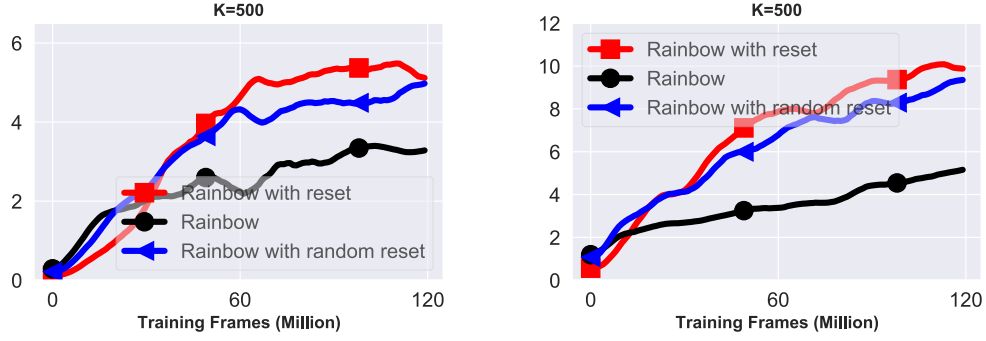 K=500
6
4
2
0
Rainbow with reset
Rainbow
Rainbow with random reset
0
60
120
Training Frames (Million)
K=500
12
10
8
6
4
2
0
Rainbow with reset
Rainbow
Rainbow with random reset
0
60
120
Training Frames (Million)